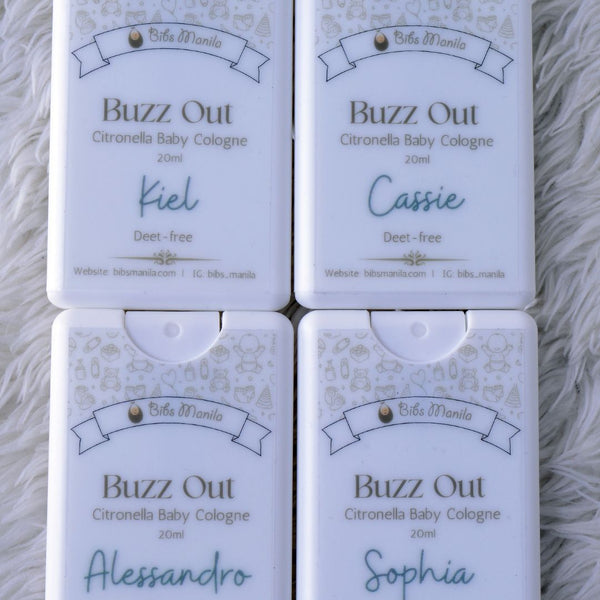 Bibs Manila
Buzz Out
Citronella Baby Cologne
20ml
Kiel
Deet-free
Website: bibsmanila.com | IG: bibs_manila
Bibs Manila
Buzz Out
Citronella Baby Cologne
20ml
Cassie
Deet-free
Website: bibsmanila.com | IG: bibs_manila
Bibs Manila
Buzz Out
Citronella Baby Cologne
20ml
Alessandro
Bibs Manila
Buzz Out
Citronella Baby Cologne
20ml
Sophia